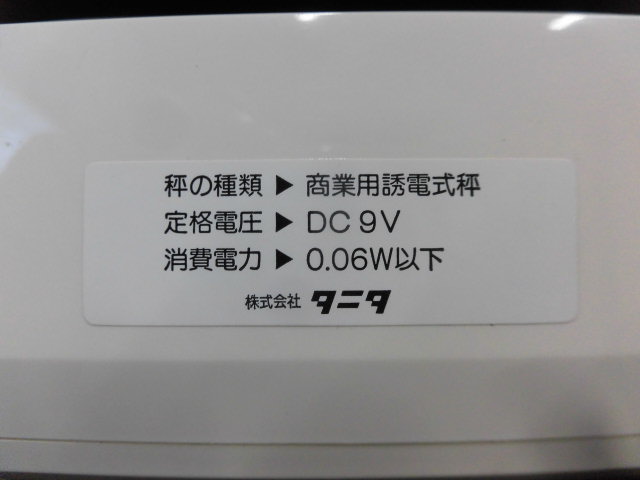 秤の種類 ▶ 商業用誘電式秤
定格電圧 ▶ DC 9V
消費電力 ▶ 0.06W以下
株式会社 タニタ